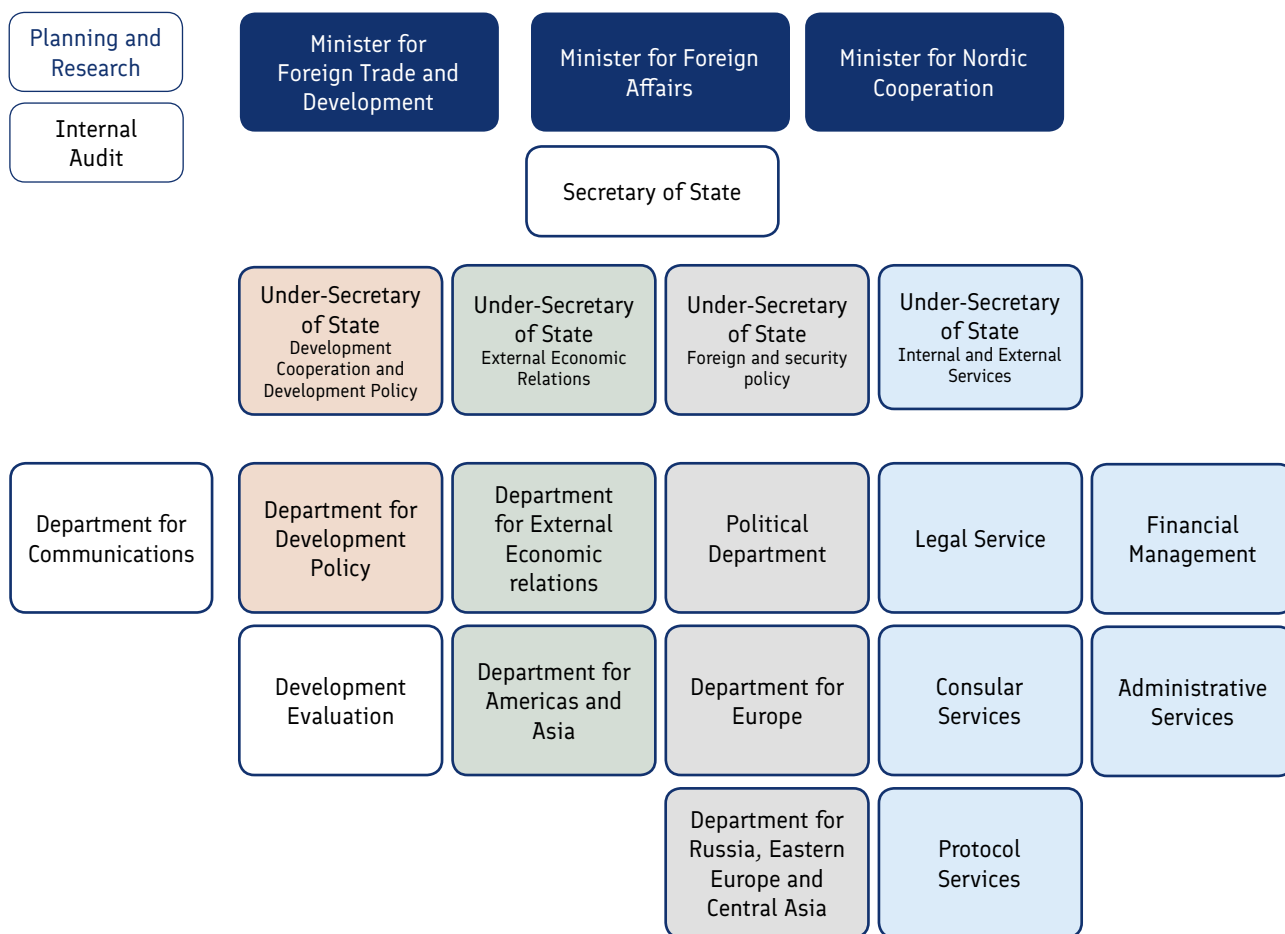 Planning and
Research
Internal
Audit
Minister for
Foreign Trade and
Development
Minister for Foreign
Affairs
Minister for Nordic
Cooperation
Secretary of State
Under-Secretary
of State
Development
Cooperation and
Development Policy
Under-Secretary
of State
External Economic
Relations
Under-Secretary
of State
Foreign and security
policy
Under-Secretary
of State
Internal and External
Services
Department for
Communications
Department for
Development
Policy
Department
for External
Economic
relations
Political
Department
Legal Service
Financial
Management
Development
Evaluation
Department for
Americas and
Asia
Department for
Europe
Consular
Services
Administrative
Services
Department for
Russia, Eastern
Europe and
Central Asia
Protocol
Services